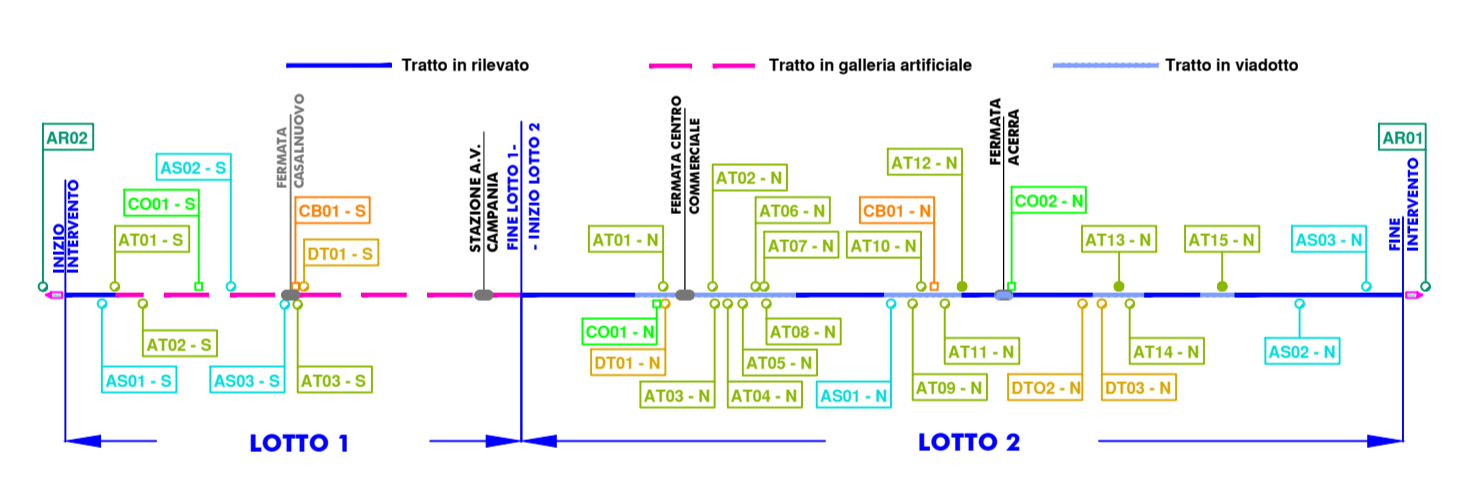 Tratto in rilevato
Tratto in galleria artificiale
Tratto in viadotto
AR02
INIZIO
INTERVENTO
AS02 - S
CO01 - S
AT01 - S
FERMATA
CASALNUOVO
CB01 - S
DT01 - S
AT02 - S
AS01 - S
AS03 - S
AT03 - S
STAZIONE A.V.
CAMPANIA
FINE LOTTO 1-
- INIZIO LOTTO 2
FERMATA CENTRO
COMMERCIALE
AT01 - N
AT02 - N
AT06 - N
AT07 - N
AT12 - N
CB01 - N
AT10 - N
FERMATA
ACERRA
CO02 - N
AT13 - N
AT15 - N
AS03 - N
AR01
FINE
INTERVENTO
CO01 - N
DT01 - N
AT03 - N
AT04 - N
AT05 - N
AT08 - N
AS01 - N
AT09 - N
AT11 - N
DTO2 - N
DT03 - N
AT14 - N
AS02 - N
LOTTO 1
LOTTO 2